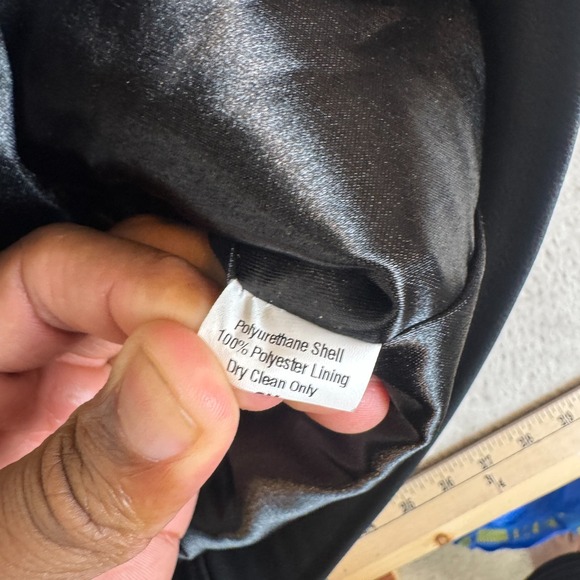 Polyurethane Shell
100% Polyester Lining
Dry Clean Only